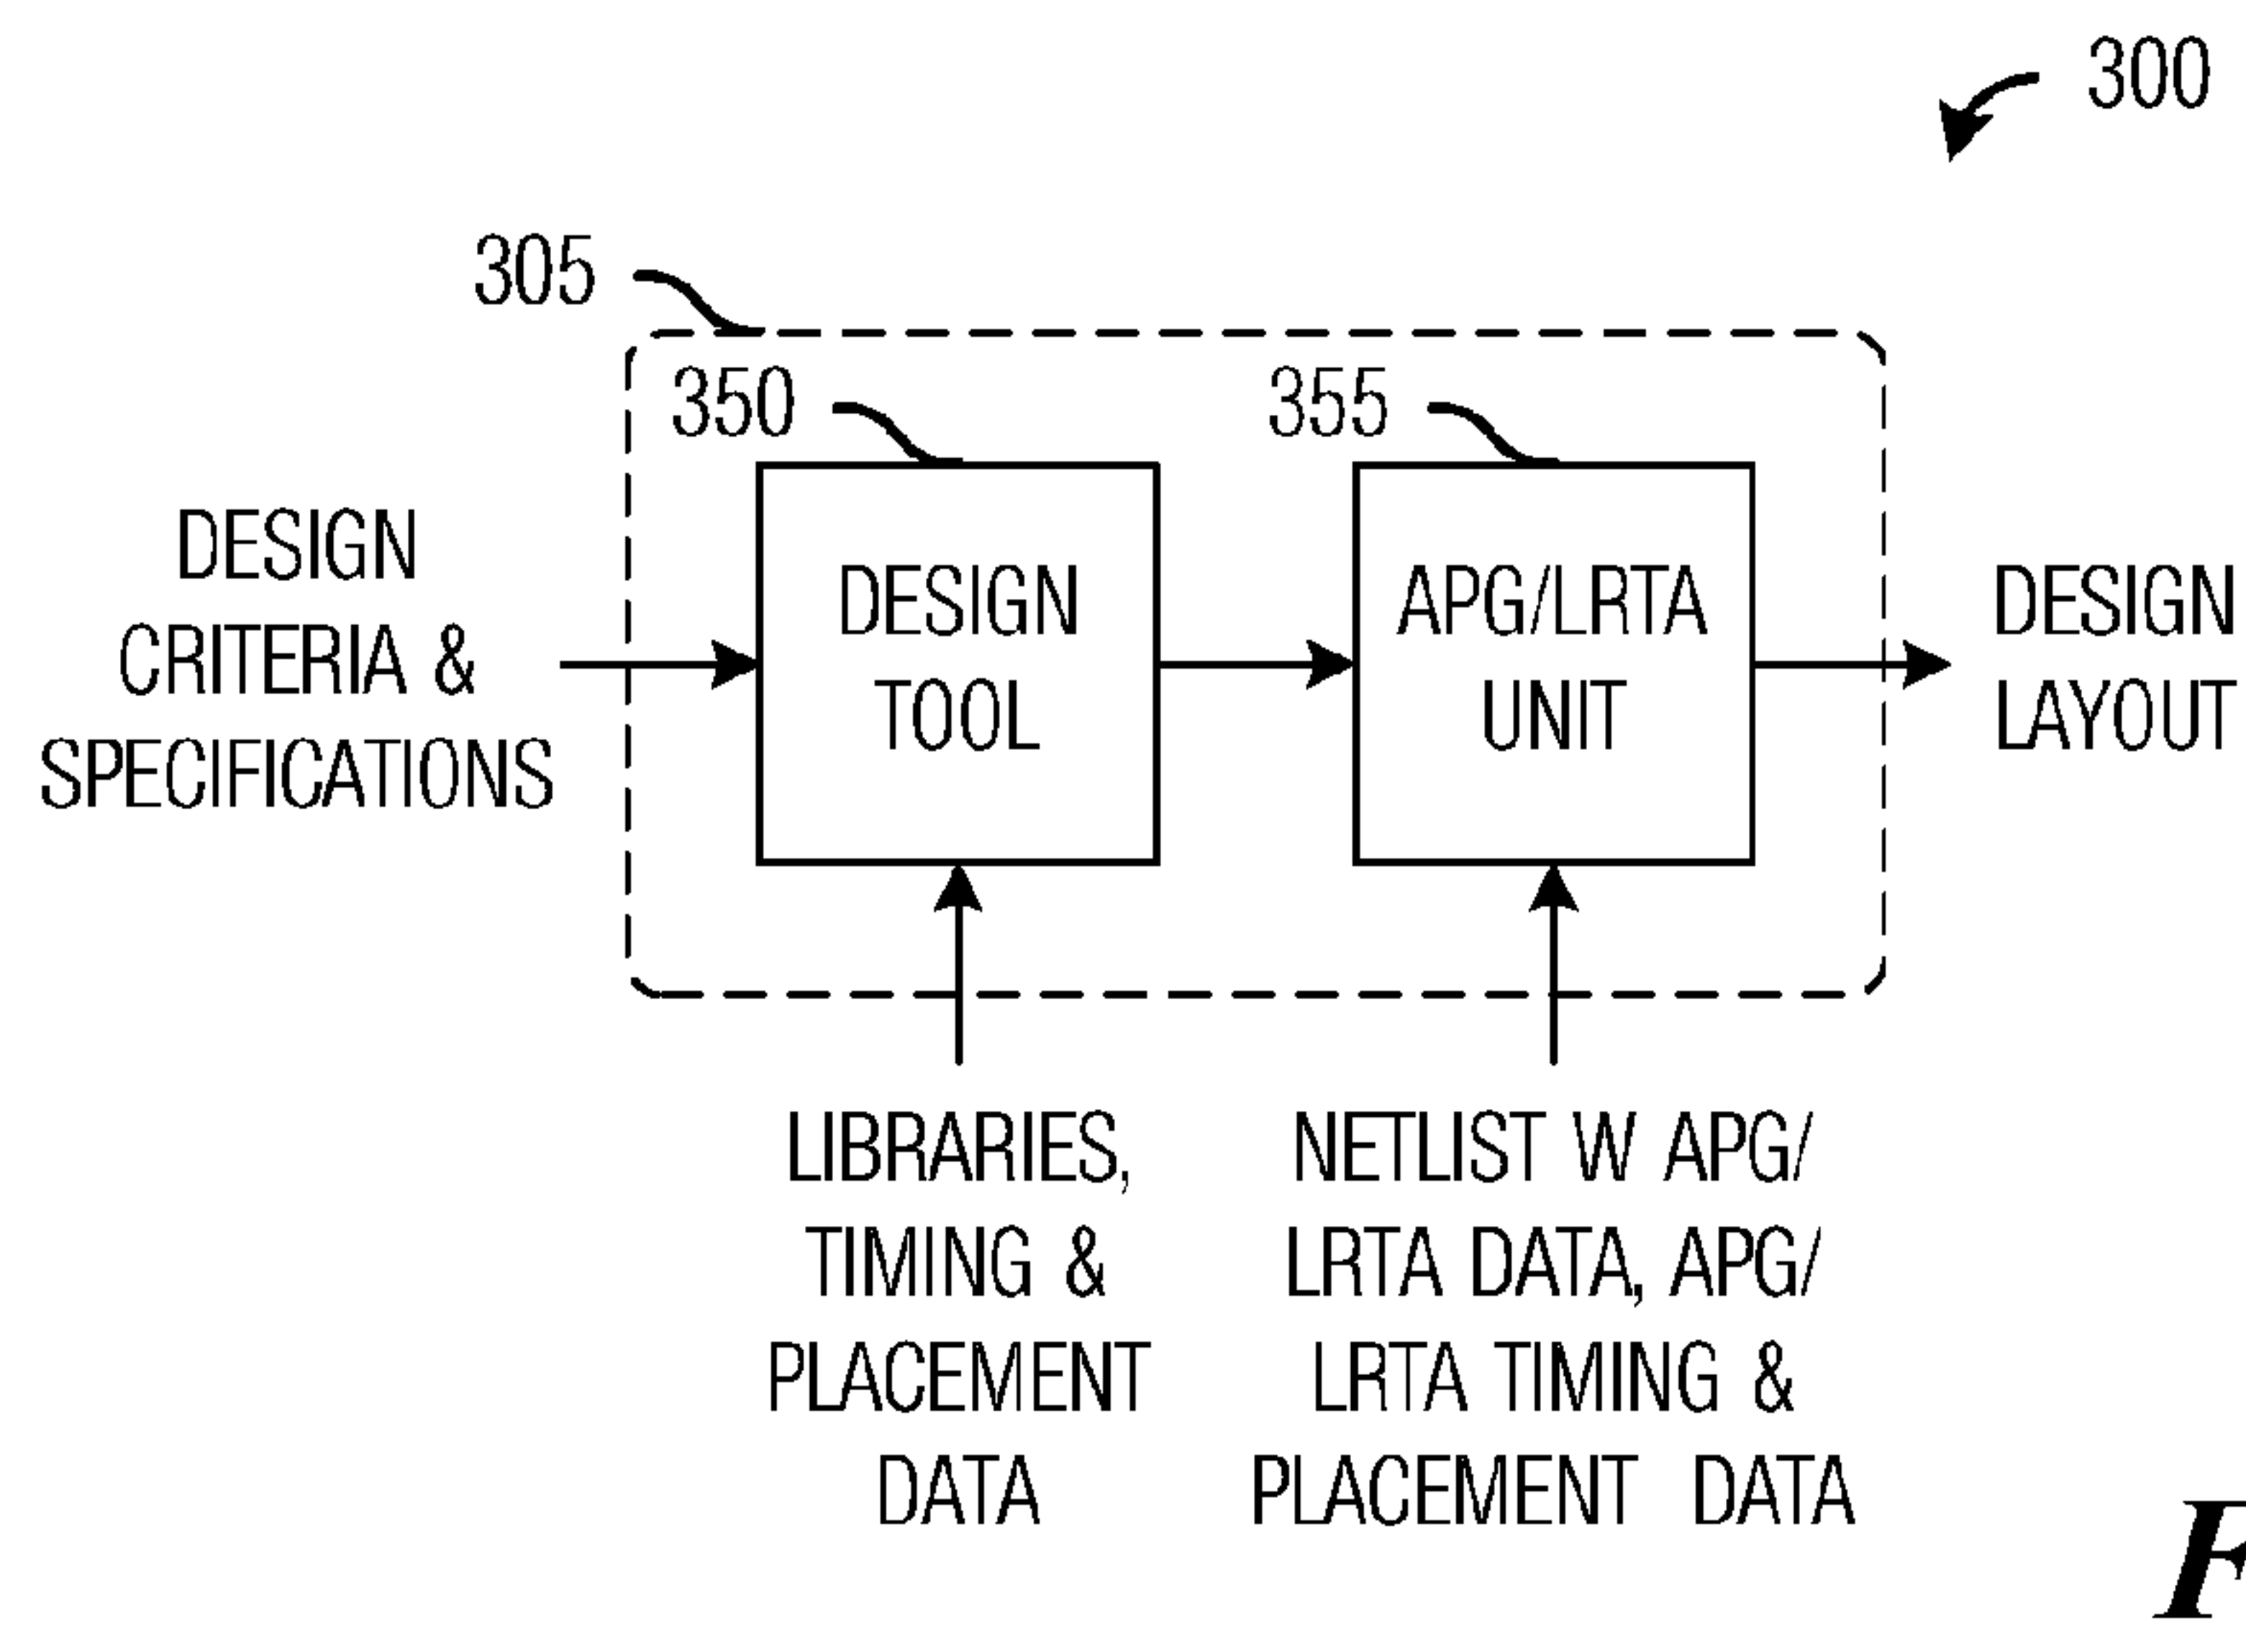 300
305
350
355
DESIGN
CRITERIA &
SPECIFICATIONS
DESIGN
TOOL
APG/LRTA
UNIT
DESIGN
LAYOUT
LIBRARIES,
TIMING &
PLACEMENT
DATA
NETLIST W APG/
LRTA DATA, APG/
LRTA TIMING &
PLACEMENT DATA